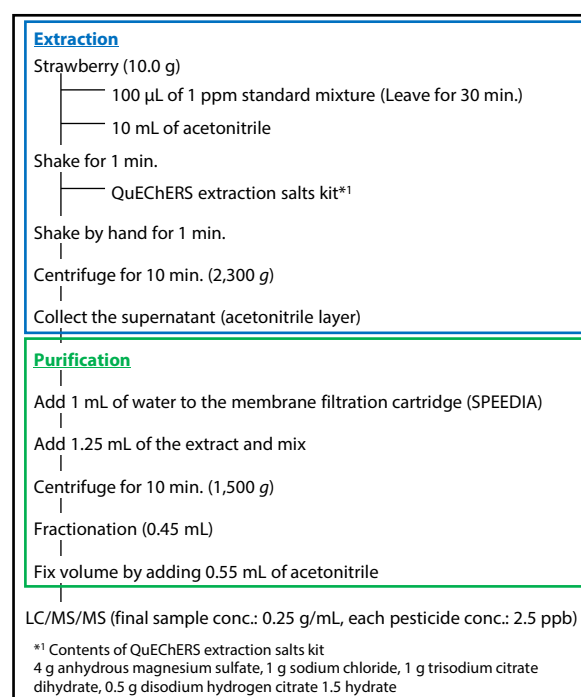 Extraction
Strawberry (10.0 g)
100 μL of 1 ppm standard mixture (Leave for 30 min.)
10 mL of acetonitrile
Shake for 1 min.
QuEChERS extraction salts kit*1
Shake by hand for 1 min.
Centrifuge for 10 min. (2,300 g)
Collect the supernatant (acetonitrile layer)
Purification
Add 1 mL of water to the membrane filtration cartridge (SPEEDIA)
Add 1.25 mL of the extract and mix
Centrifuge for 10 min. (1,500 g)
Fractionation (0.45 mL)
Fix volume by adding 0.55 mL of acetonitrile
LC/MS/MS (final sample conc.: 0.25 g/mL, each pesticide conc.: 2.5 ppb)
*1 Contents of QuEChERS extraction salts kit
4 g anhydrous magnesium sulfate, 1 g sodium chloride, 1 g trisodium citrate
dihydrate, 0.5 g disodium hydrogen citrate 1.5 hydrate